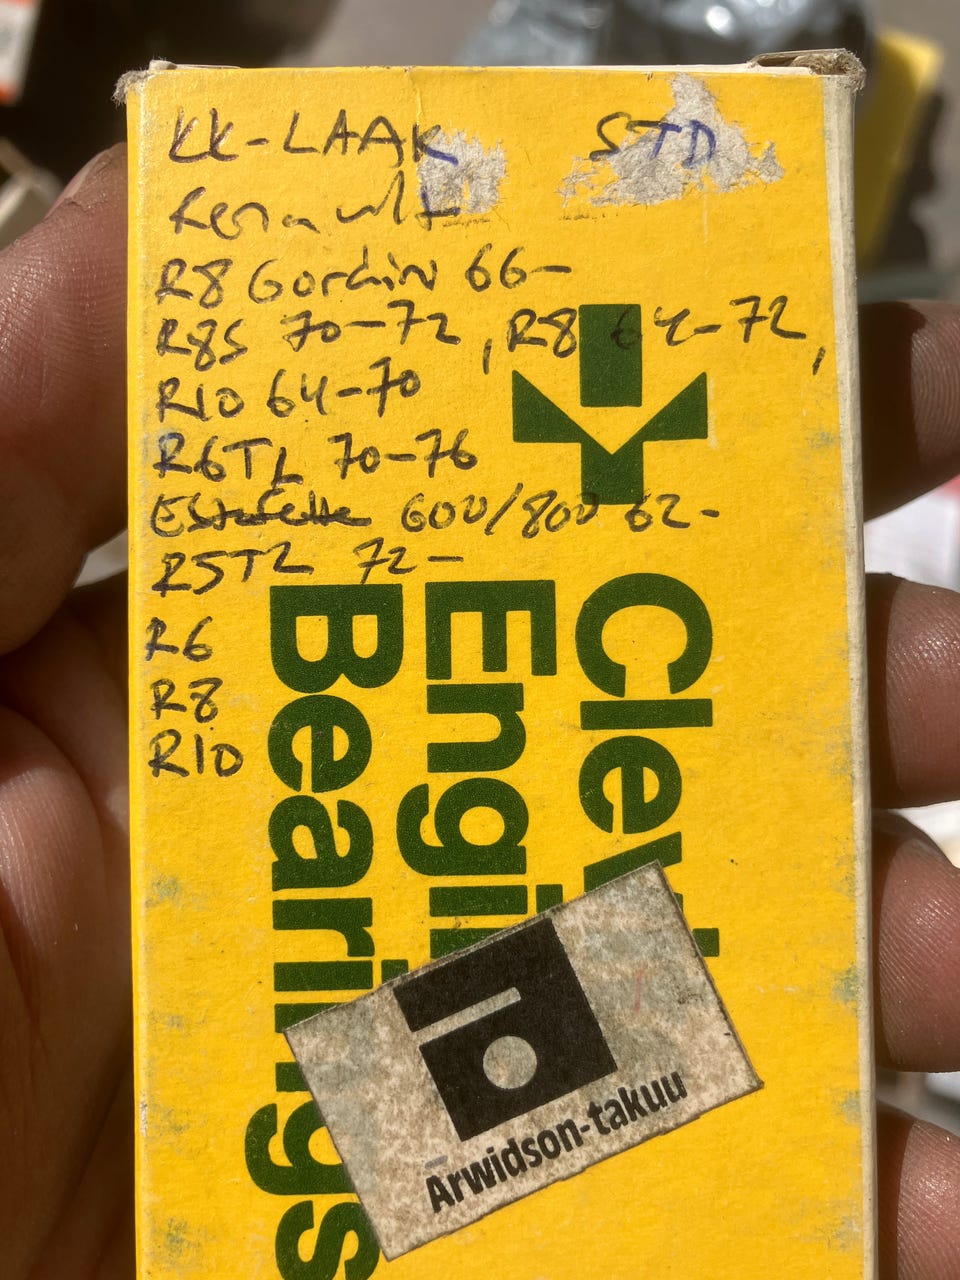 KK-LAAK STD
Renault
R8 Gordini 66-
R8S 70-72, R8 64-72,
R10 64-70
R6TL 70-76
Estafette 600/800 62-
R5TL 72-
R6
R8
R10
Clev
Engi
Bearings
Arwidson-takuu